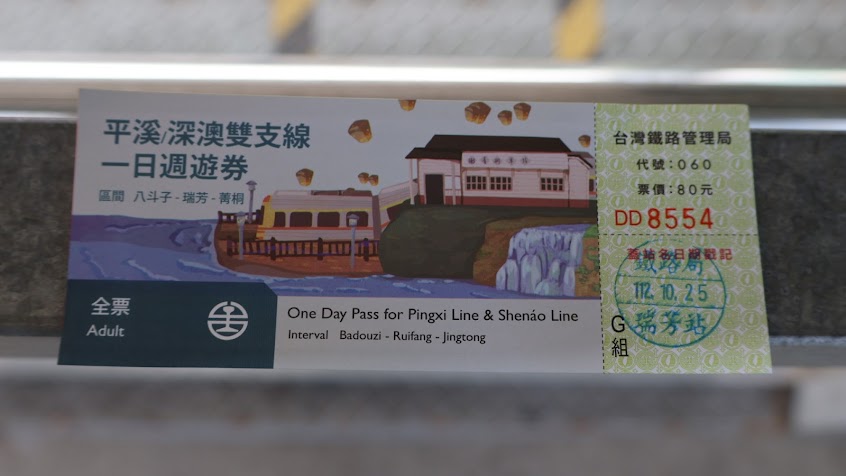 平溪/深澳雙支線
一日週遊券
區間 八斗子-瑞芳-菁桐
全票
Adult
One Day Pass for Pingxi Line & Shenáo Line
Interval Badouzi - Ruifang - Jingtong
台灣鐵路管理局
代號：060
票價：80元
DD8554
蓋站名日期戳記
鐵路局
112.10.25
瑞芳站
G
組